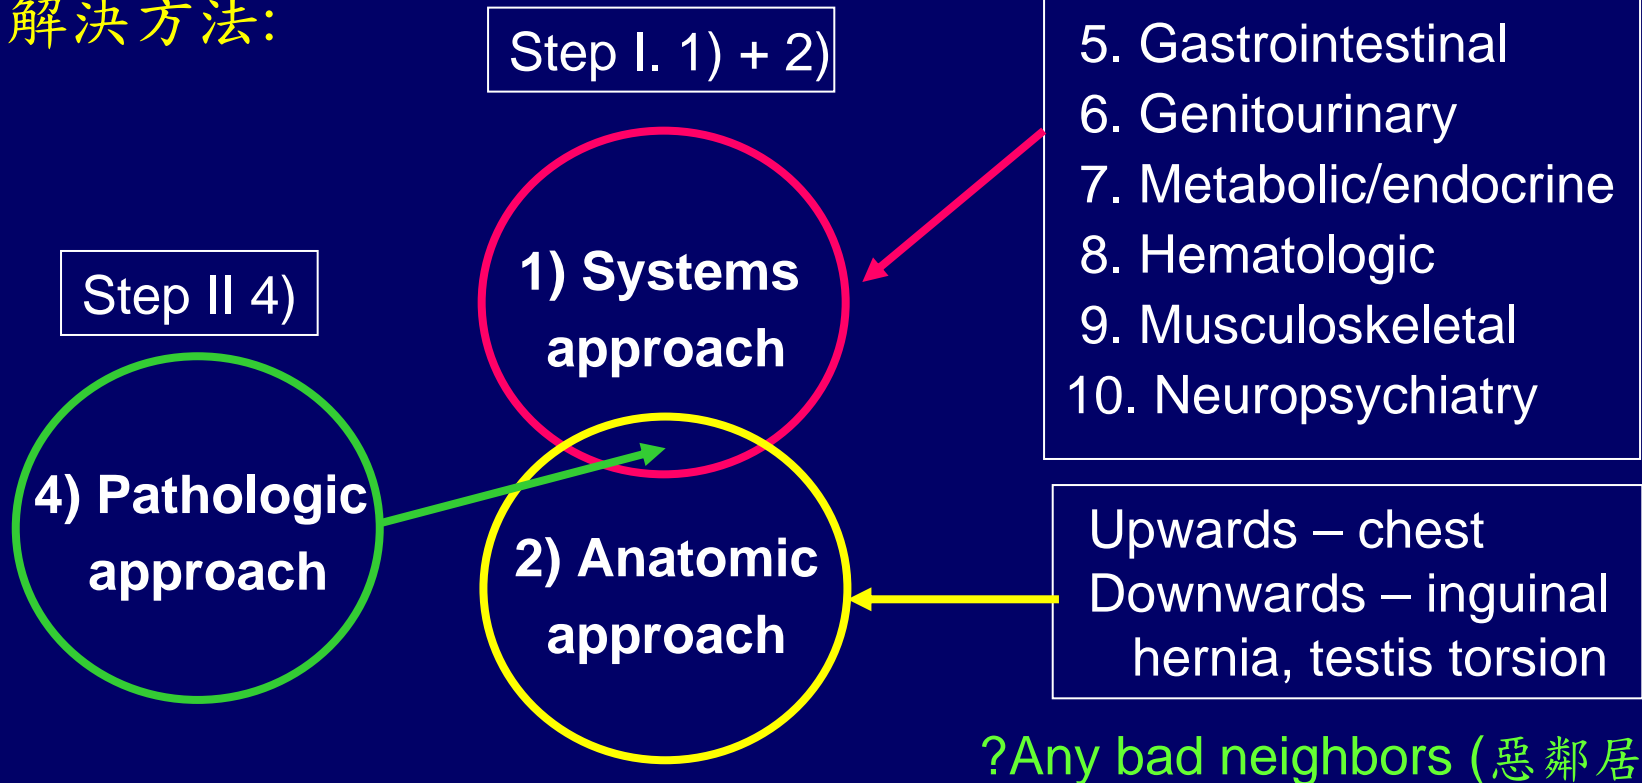 解決方法:
Step I. 1) + 2)
5. Gastrointestinal
6. Genitourinary
7. Metabolic/endocrine
8. Hematologic
9. Musculoskeletal
10. Neuropsychiatry
1) Systems
approach
Step II 4)
4) Pathologic
approach
2) Anatomic
approach
Upwards – chest
Downwards – inguinal
hernia, testis torsion
?Any bad neighbors (惡鄰居